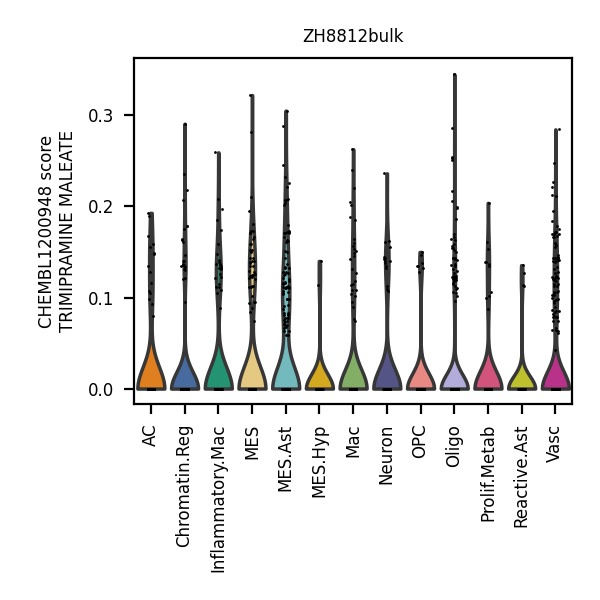 ZH8812bulk
CHEMBL1200948 score
TRIMIPRAMINE MALEATE
0.3
0.2
0.1
0.0
AC
Chromatin.Reg
Inflammatory.Mac
MES
MES.Ast
MES.Hyp
Mac
Neuron
OPC
Oligo
Prolif.Metab
Reactive.Ast
Vasc